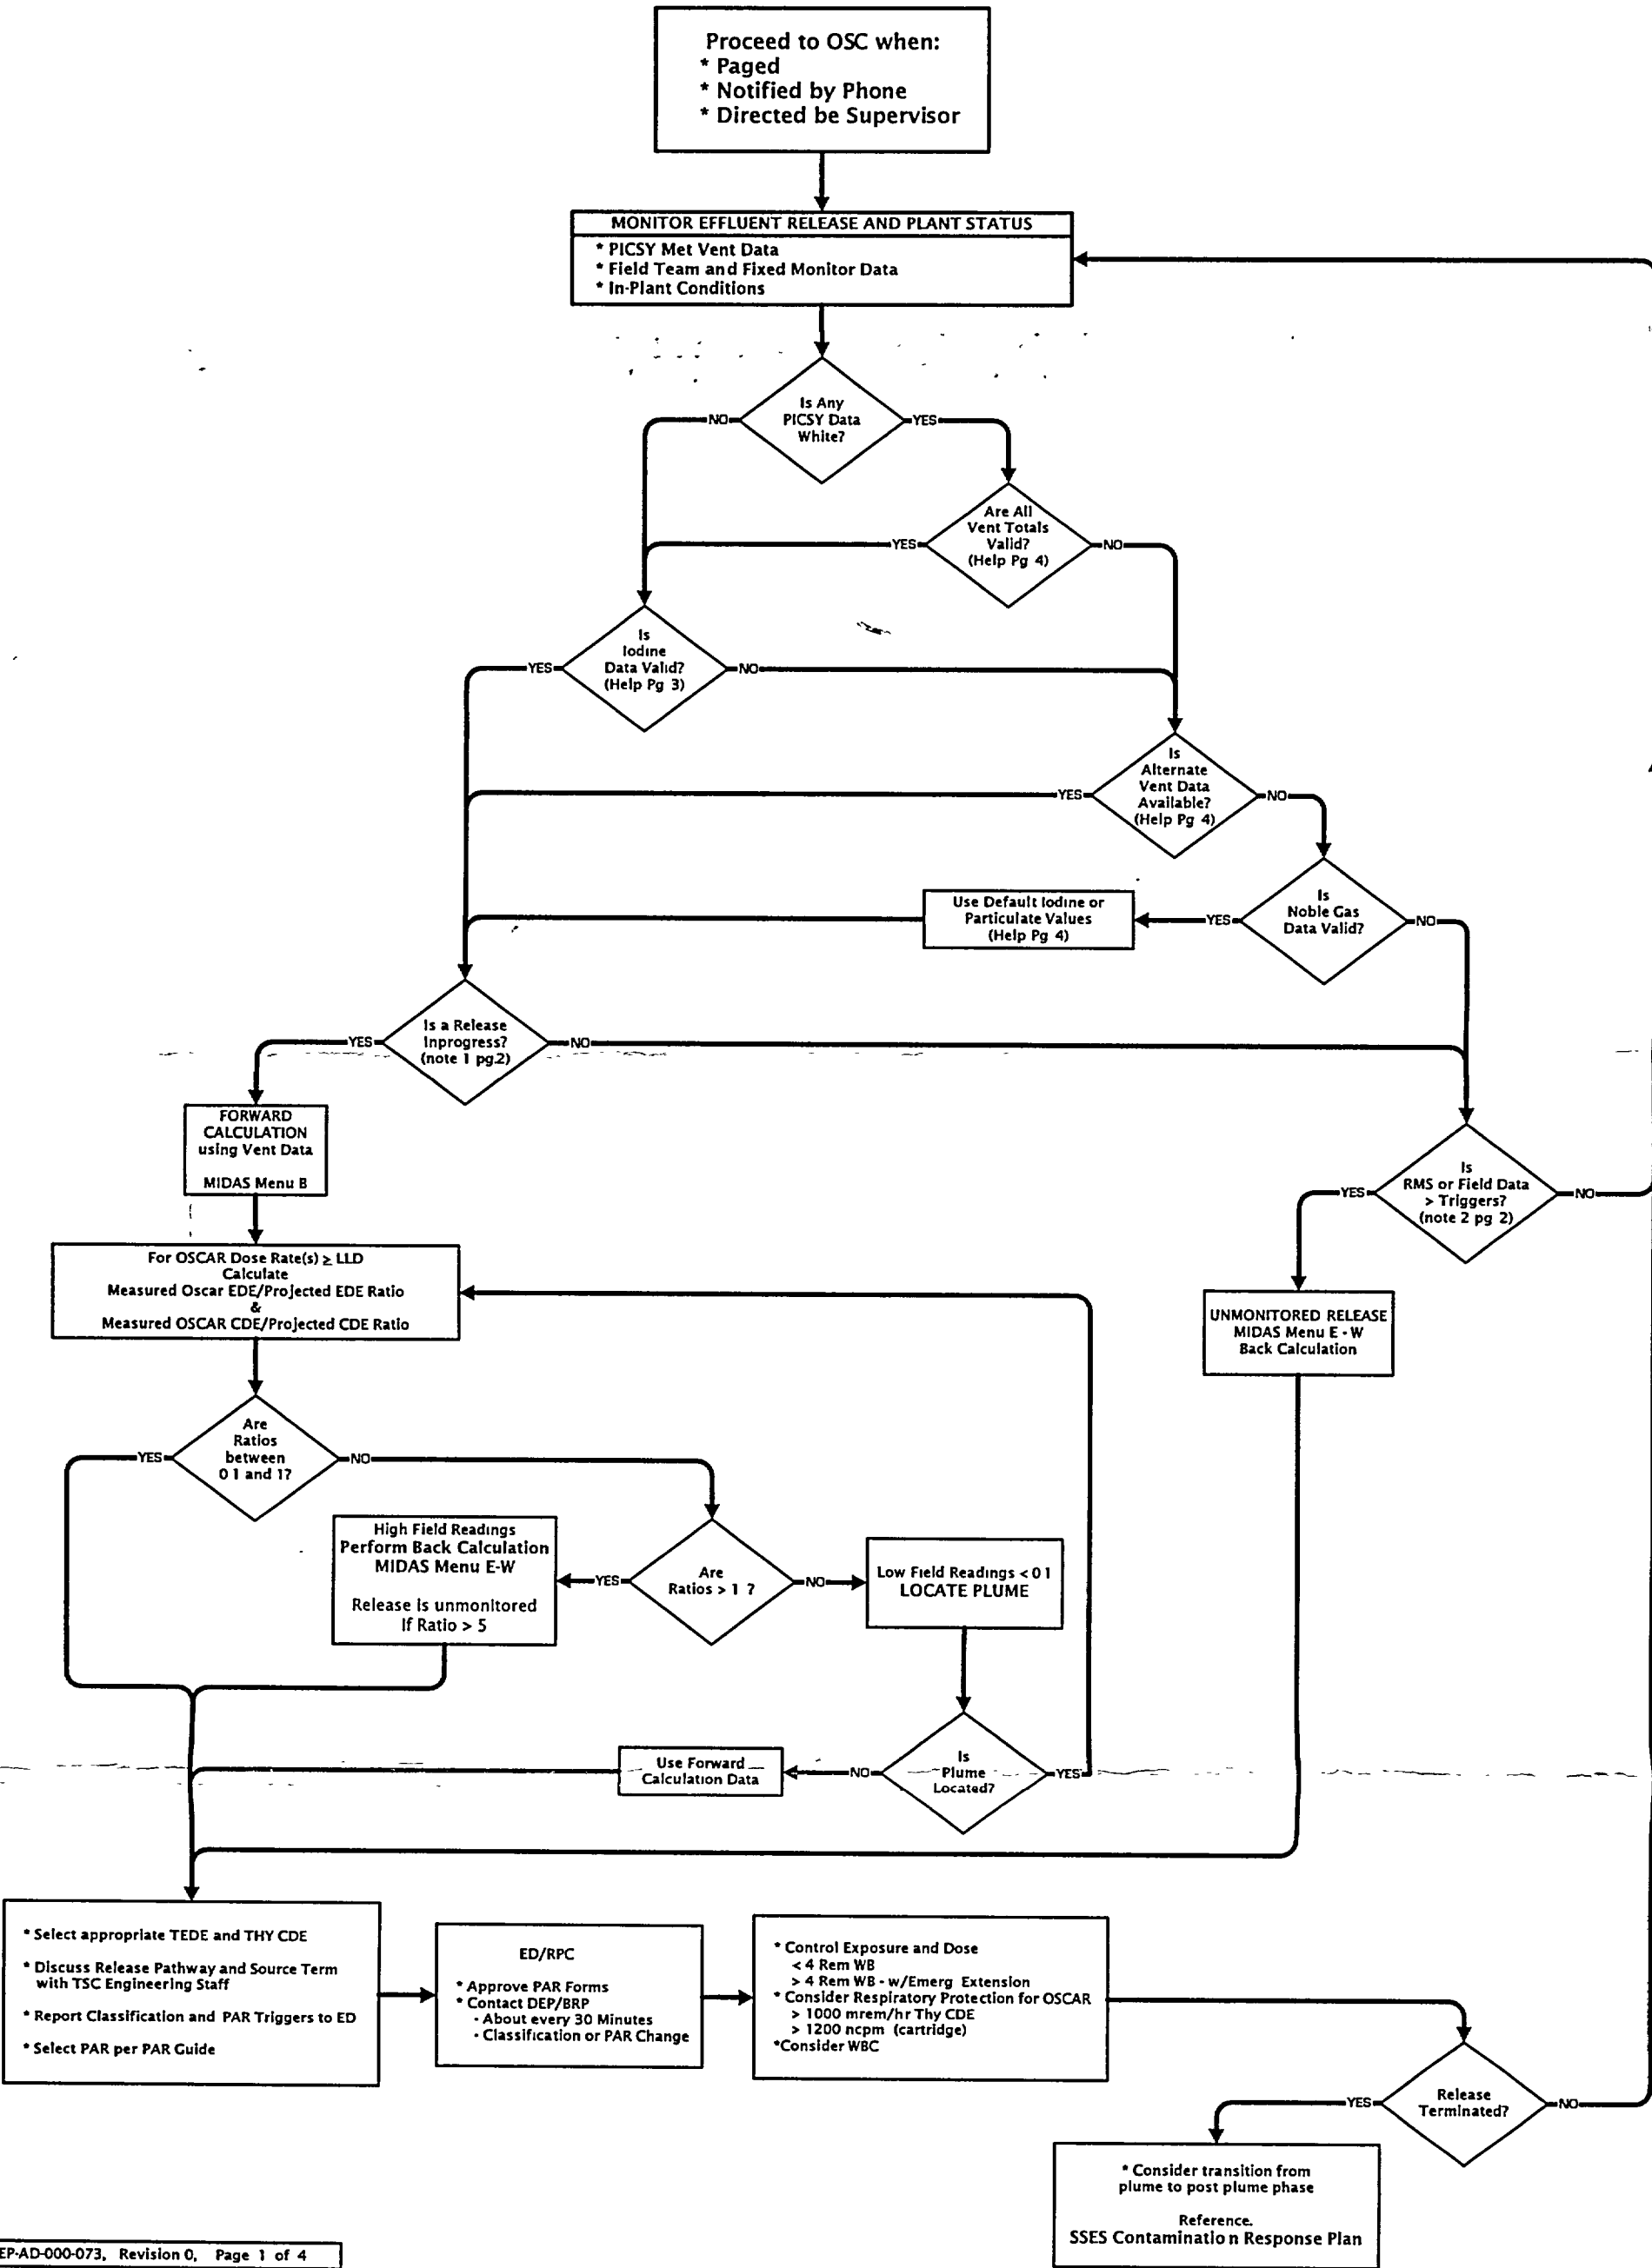 Proceed to OSC when:
* Paged
* Notified by Phone
* Directed be Supervisor
MONITOR EFFLUENT RELEASE AND PLANT STATUS
* PICSY Met Vent Data
* Field Team and Fixed Monitor Data
* In-Plant Conditions
Is Any
PICSY Data
White?
NO
YES
Are All
Vent Totals
Valid?
(Help Pg 4)
YES
NO
Is
Iodine
Data Valid?
(Help Pg 3)
YES
NO
Is
Alternate
Vent Data
Available?
(Help Pg 4)
YES
NO
Is
Noble Gas
Data Valid?
YES
NO
Use Default Iodine or
Particulate Values
(Help Pg 4)
Is a Release
Inprogress?
(note 1 pg.2)
YES
NO
FORWARD
CALCULATION
using Vent Data
MIDAS Menu B
Is
RMS or Field Data
> Triggers?
(note 2 pg 2)
YES
NO
For OSCAR Dose Rate(s) ≥ LLD
Calculate
Measured Oscar EDE/Projected EDE Ratio
&
Measured OSCAR CDE/Projected CDE Ratio
UNMONITORED RELEASE
MIDAS Menu E - W
Back Calculation
Are
Ratios
between
0 1 and 1?
YES
NO
High Field Readings
Perform Back Calculation
MIDAS Menu E-W
Release is unmonitored
If Ratio > 5
Are
Ratios > 1 ?
YES
NO
Low Field Readings < 0 1
LOCATE PLUME
Is
Plume
Located?
NO
YES
Use Forward
Calculation Data
* Select appropriate TEDE and THY CDE
* Discuss Release Pathway and Source Term
with TSC Engineering Staff
* Report Classification and PAR Triggers to ED
* Select PAR per PAR Guide
ED/RPC
* Approve PAR Forms
* Contact DEP/BRP
- About every 30 Minutes
- Classification or PAR Change
* Control Exposure and Dose
< 4 Rem WB
> 4 Rem WB - w/Emerg Extension
* Consider Respiratory Protection for OSCAR
> 1000 mrem/hr Thy CDE
> 1200 ncpm (cartridge)
*Consider WBC
Release
Terminated?
YES
NO
* Consider transition from
plume to post plume phase
Reference.
SSES Contamination Response Plan
EP-AD-000-073, Revision 0, Page 1 of 4